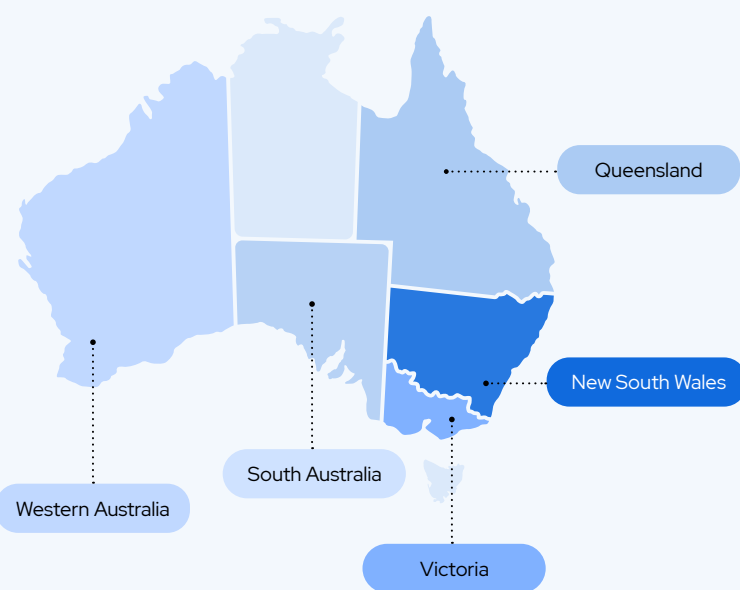 Queensland
New South Wales
South Australia
Western Australia
Victoria